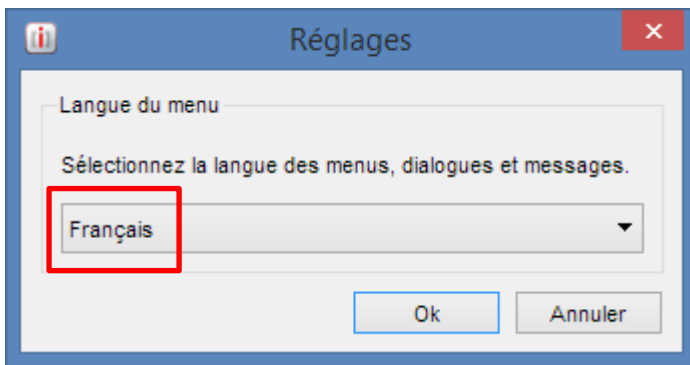 Réglages
Langue du menu
Sélectionnez la langue des menus, dialogues et messages.
Français
Ok Annuler